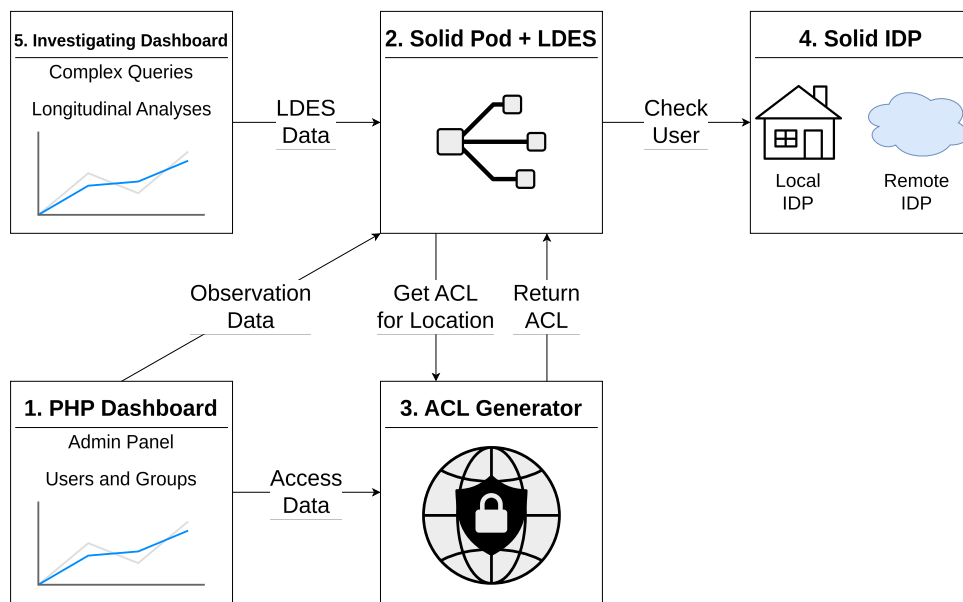 5. Investigating Dashboard
Complex Queries
Longitudinal Analyses
LDES
Data
2. Solid Pod + LDES
Check
User
4. Solid IDP
Local
IDP
Remote
IDP
Observation
Data
Get ACL
for Location
Return
ACL
1. PHP Dashboard
Admin Panel
Users and Groups
Access
Data
3. ACL Generator